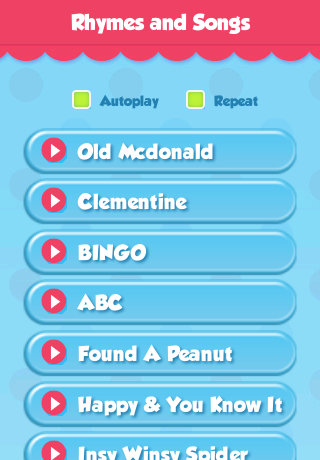 Rhymes and Songs
Autoplay Repeat
Old Mcdonald
Clementine
BINGO
ABC
Found A Peanut
Happy & You Know It
Insy Winsy Spider